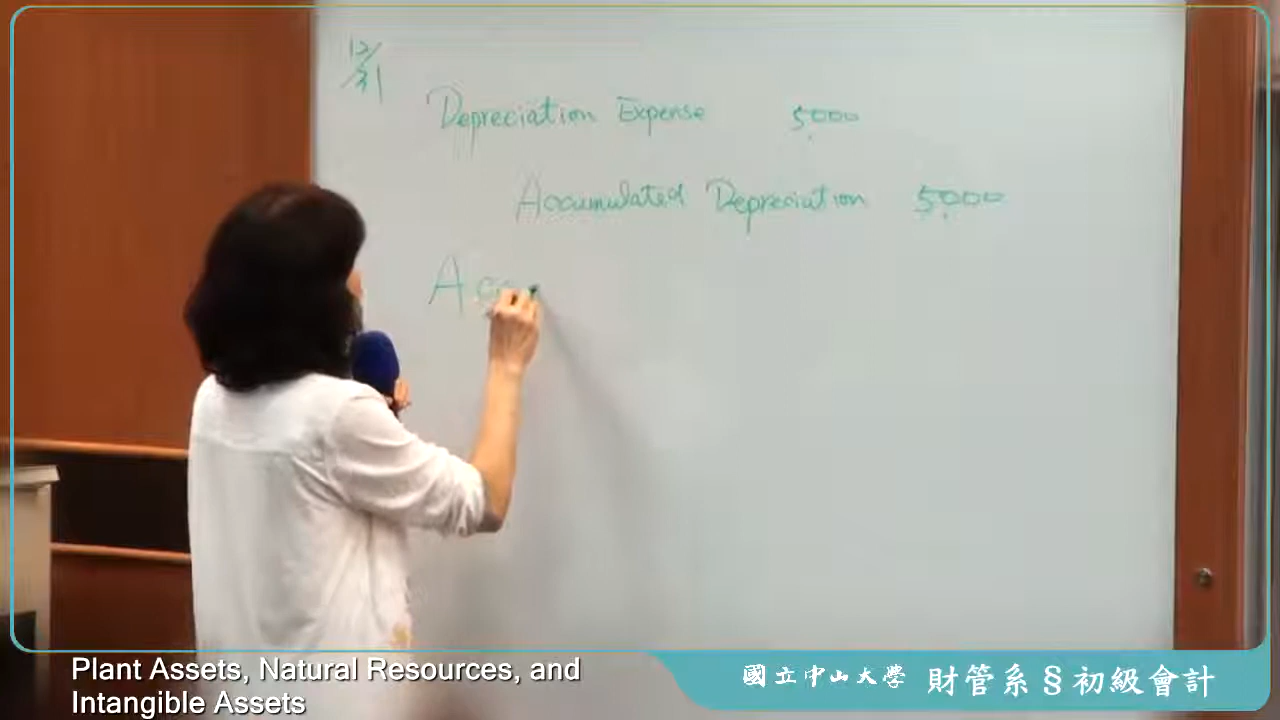 12/31
Depreciation Expense 5000
Accumulated Depreciation 5000
Acc
Plant Assets, Natural Resources, and
Intangible Assets
國立中山大學 財管系§初級會計